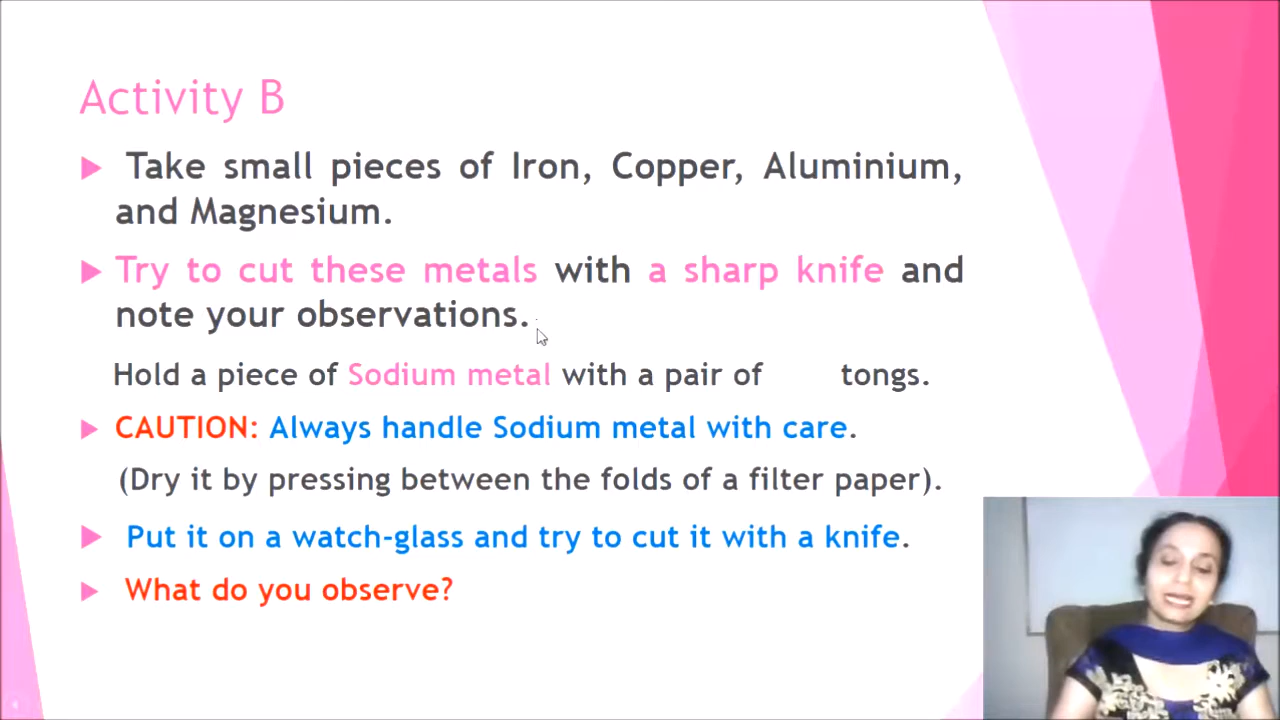 Activity B
Take small pieces of Iron, Copper, Aluminium,
and Magnesium.
Try to cut these metals with a sharp knife and
note your observations.
Hold a piece of Sodium metal with a pair of tongs.
CAUTION: Always handle Sodium metal with care.
(Dry it by pressing between the folds of a filter paper).
Put it on a watch-glass and try to cut it with a knife.
What do you observe?